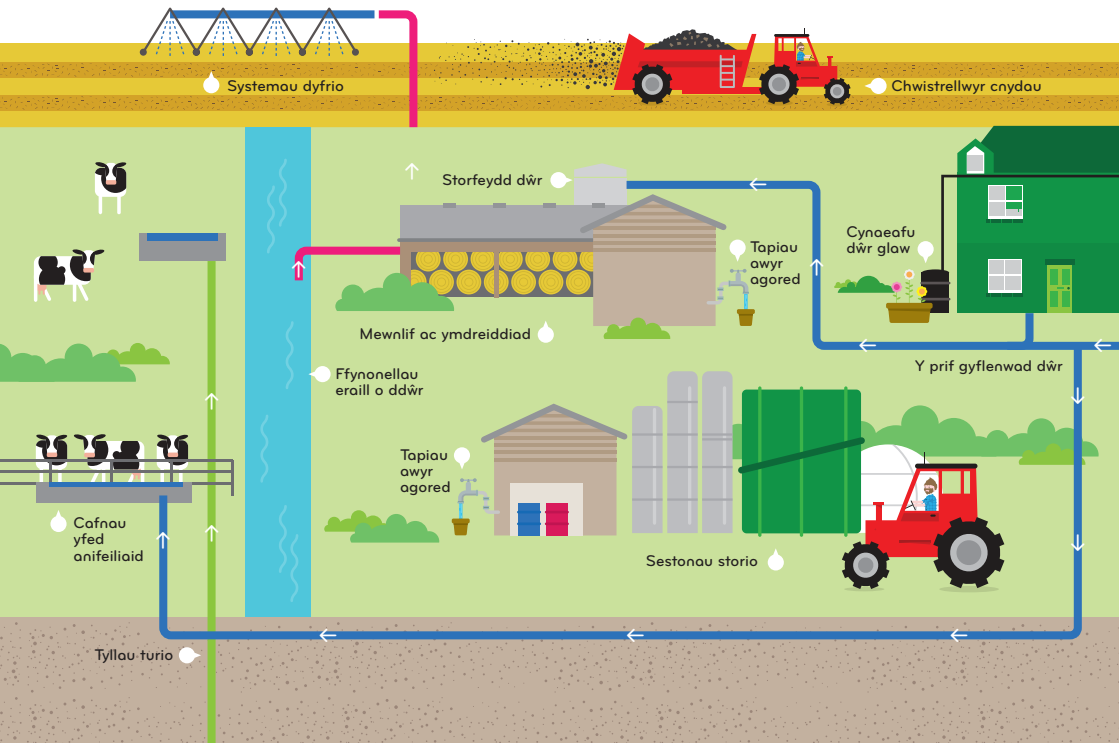 Systemau dyfrio
Chwistrellwyr cnydau
Storfeydd dŵr
Tapiau
awyr
agored
Cynaeafu
dŵr glaw
Mewnlif ac ymdreiddiad
Y prif gyflenwad dŵr
Ffynonellau
eraill o ddŵr
Tapiau
awyr
agored
Cafnau
yfed
anifeiliaid
Sestonau storio
Tyllau turio